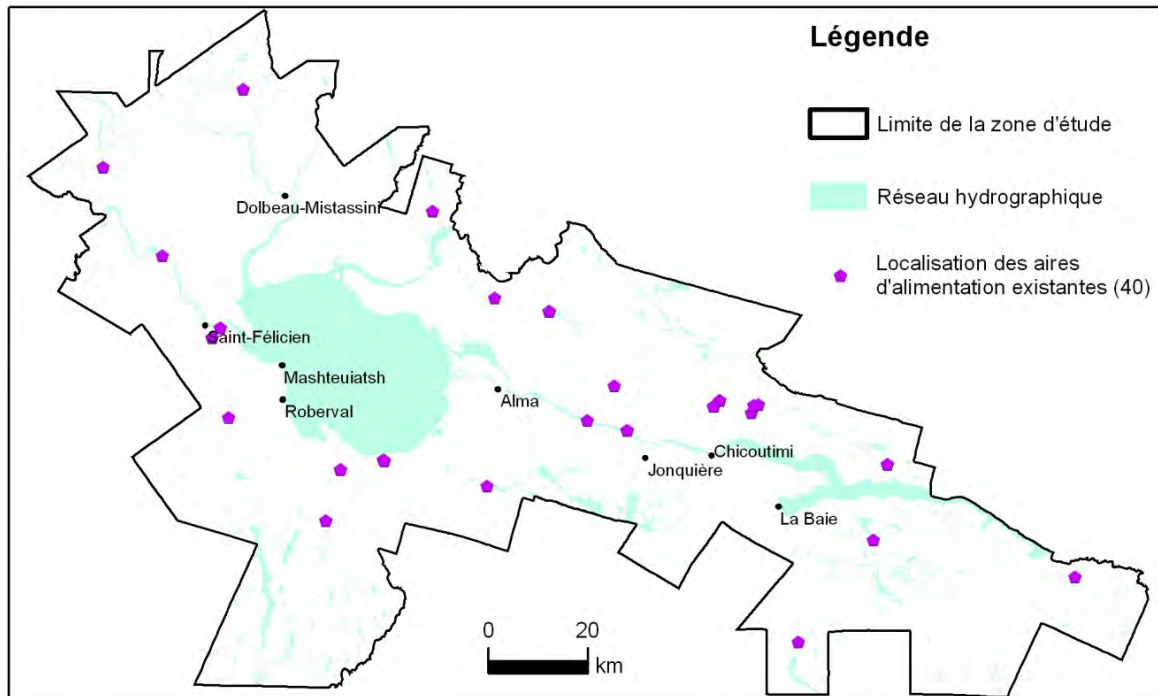 Légende
Limite de la zone d'étude
Réseau hydrographique
Localisation des aires
d'alimentation existantes (40)
Dolbeau-Mistassini
Saint-Félicien
Mashteuiatsh
Roberval
Alma
Chicoutimi
Jonquière
La Baie
0 20
km